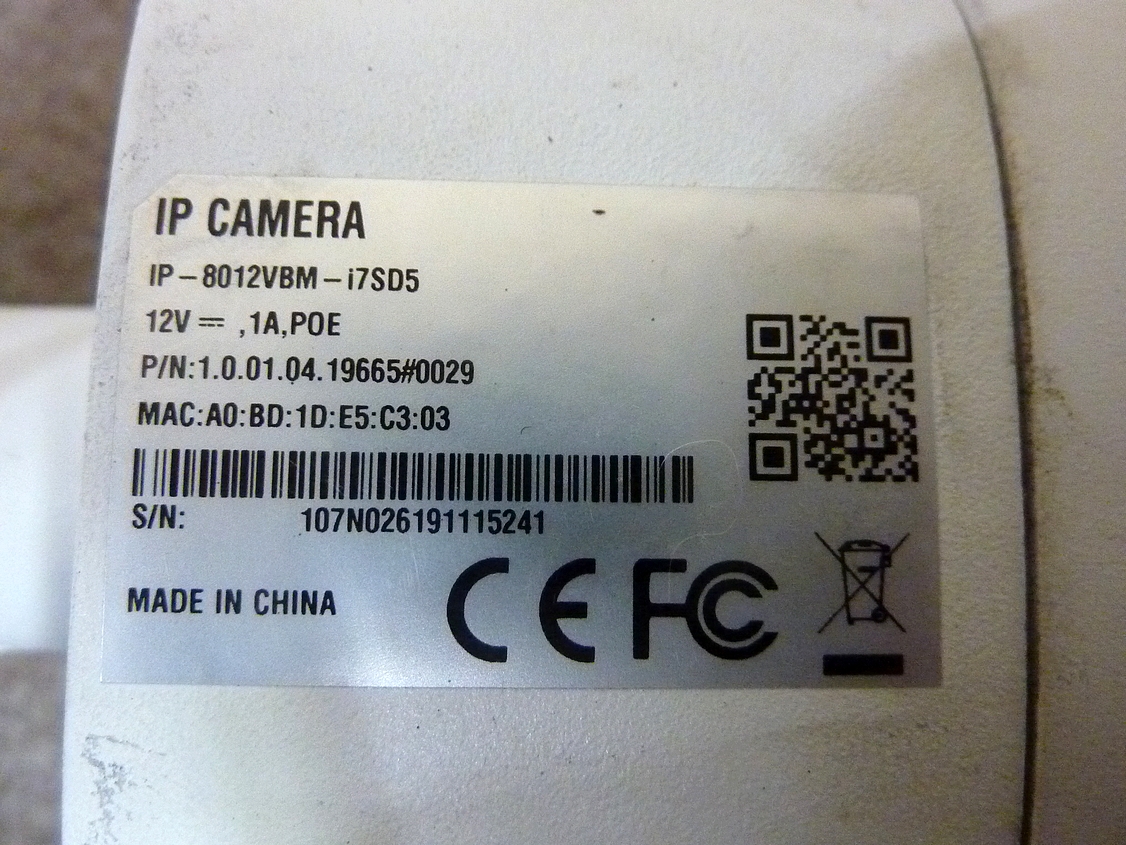 IP CAMERA
IP-8012VBM-i7SD5
12V ⎓ ,1A,POE
P/N:1.0.01.04.19665#0029
MAC:A0:BD:1D:E5:C3:03
S/N: 107N026191115241
MADE IN CHINA
CE FC